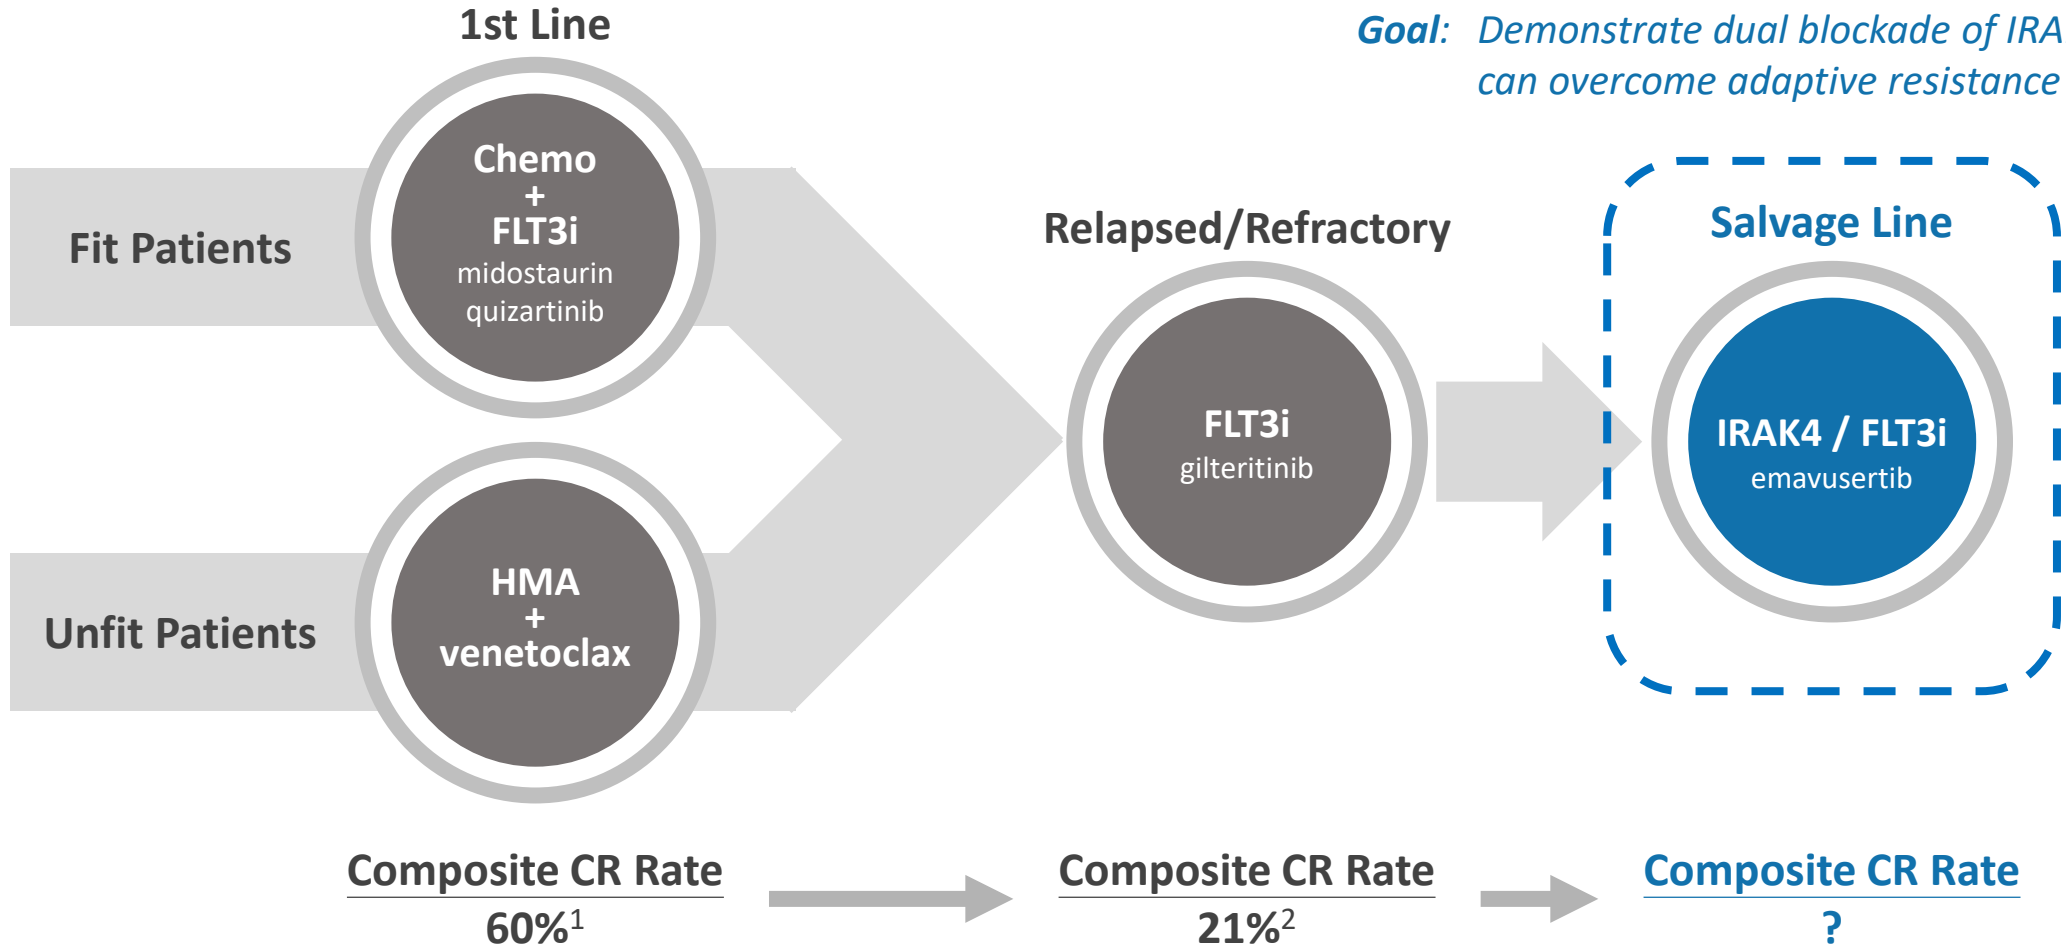 1st Line
Goal: Demonstrate dual blockade of IRA
can overcome adaptive resistance
Fit Patients
Chemo
+
FLT3i
midostaurin
quizartinib
Unfit Patients
HMA
+
venetoclax
Relapsed/Refractory
FLT3i
gilteritinib
Salvage Line
IRAK4 / FLT3i
emavusertib
Composite CR Rate
60%¹
Composite CR Rate
21%²
Composite CR Rate
?